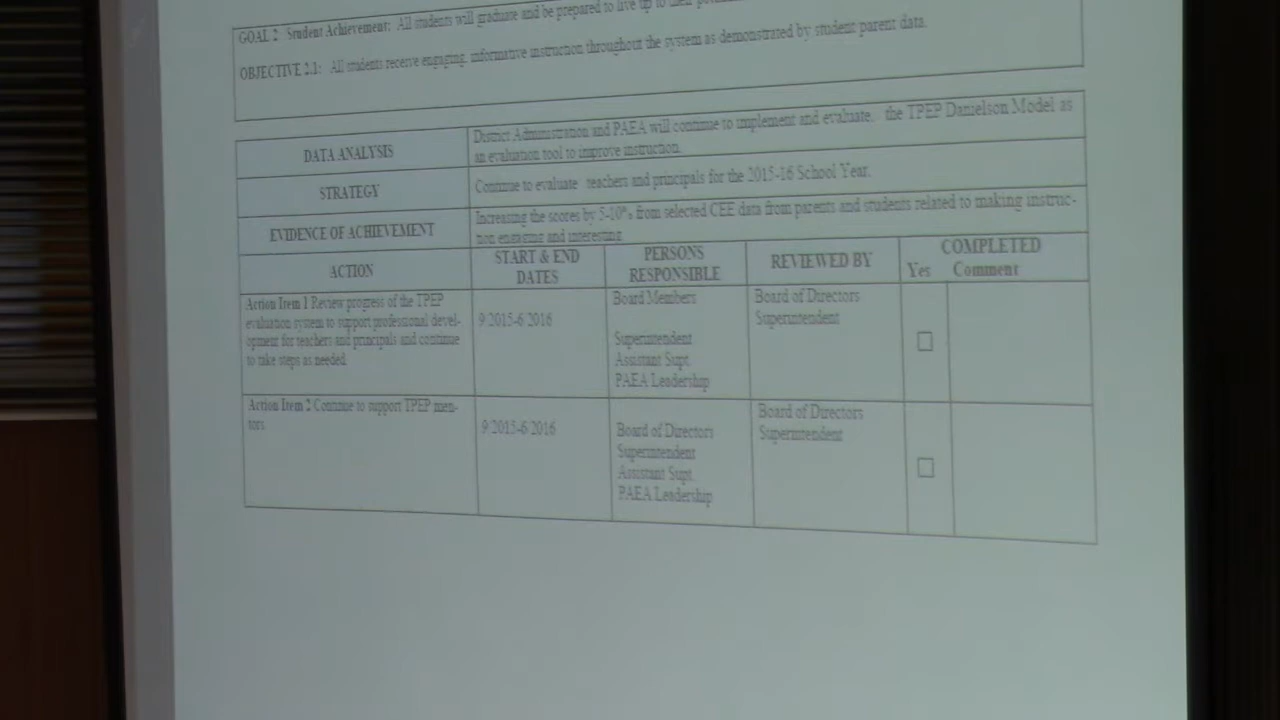 GOAL 2: Student Achievement: All students will graduate and be prepared to live up to their
OBJECTIVE 2.1: All students receive engaging, informative instruction throughout the system as demonstrated by student parent data.
DATA ANALYSIS
District Administration and PAEA will continue to implement and evaluate, the TPEP Danielson Model as
an evaluation tool to improve instruction.
STRATEGY
Continue to evaluate teachers and principals for the 2015-16 School Year.
EVIDENCE OF ACHIEVEMENT
Increasing the scores by 5-10% from selected CEE data from parents and students related to making instruc-
tion engaging and interesting
ACTION
START & END
DATES
PERSONS
RESPONSIBLE
REVIEWED BY
COMPLETED
Yes Comment
Action Item 1 Review progress of the TPEP
evaluation system to support professional devel-
opment for teachers and principals and continue
to take steps as needed.
9/2015-6/2016
Board Members
Superintendent
Assistant Supt.
PAEA Leadership
Board of Directors
Superintendent
Action Item 2 Continue to support TPEP men-
tors.
9/2015-6/2016
Board of Directors
Superintendent
Assistant Supt.
PAEA Leadership
Board of Directors
Superintendent